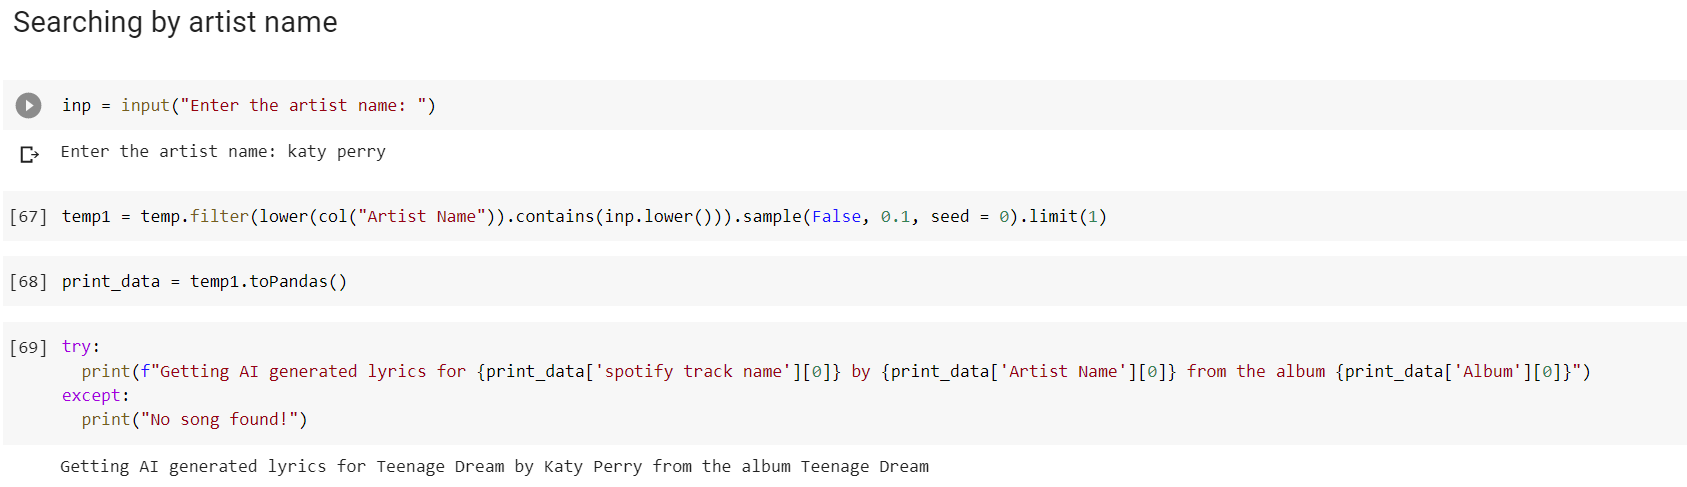 Searching by artist name
inp = input("Enter the artist name: ")
Enter the artist name: katy perry
[67] temp1 = temp.filter(lower(col("Artist Name")).contains(inp.lower())).sample(False, 0.1, seed = 0).limit(1)
[68] print_data = temp1.toPandas()
[69] try:
print(f"Getting AI generated lyrics for {print_data['spotify track name'][0]} by {print_data['Artist Name'][0]} from the album {print_data['Album'][0]}")
except:
print("No song found!")
Getting AI generated lyrics for Teenage Dream by Katy Perry from the album Teenage Dream